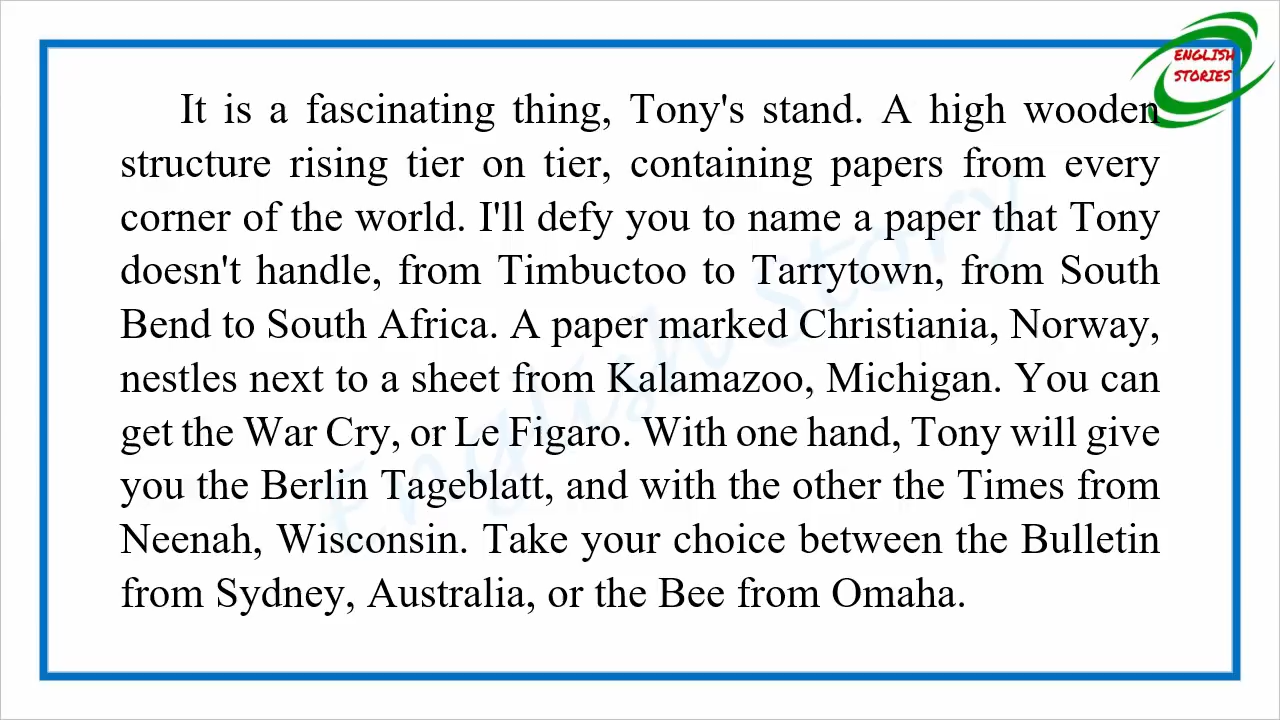 ENGLISH
STORIES
It is a fascinating thing, Tony's stand. A high wooden
structure rising tier on tier, containing papers from every
corner of the world. I'll defy you to name a paper that Tony
doesn't handle, from Timbuctoo to Tarrytown, from South
Bend to South Africa. A paper marked Christiania, Norway,
nestles next to a sheet from Kalamazoo, Michigan. You can
get the War Cry, or Le Figaro. With one hand, Tony will give
you the Berlin Tageblatt, and with the other the Times from
Neenah, Wisconsin. Take your choice between the Bulletin
from Sydney, Australia, or the Bee from Omaha.
English Story